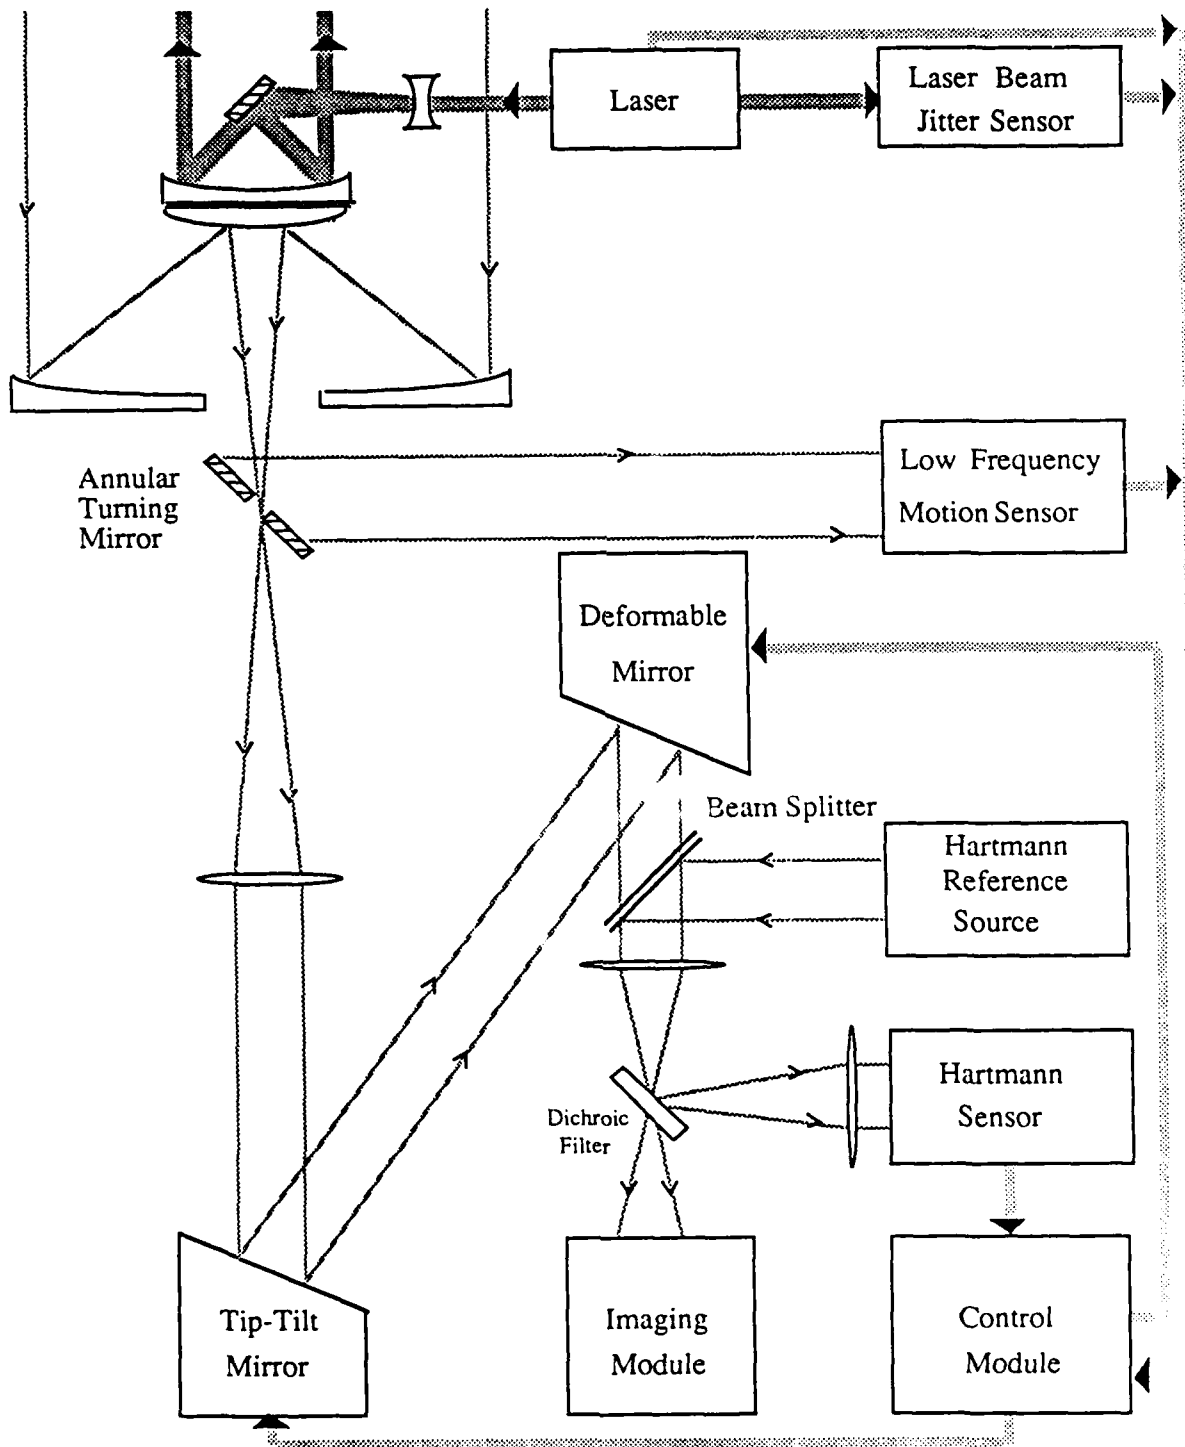 Laser
Laser Beam
Jitter Sensor
Annular
Turning
Mirror
Low Frequency
Motion Sensor
Deformable
Mirror
Beam Splitter
Hartmann
Reference
Source
Hartmann
Sensor
Dichroic
Filter
Tip-Tilt
Mirror
Imaging
Module
Control
Module